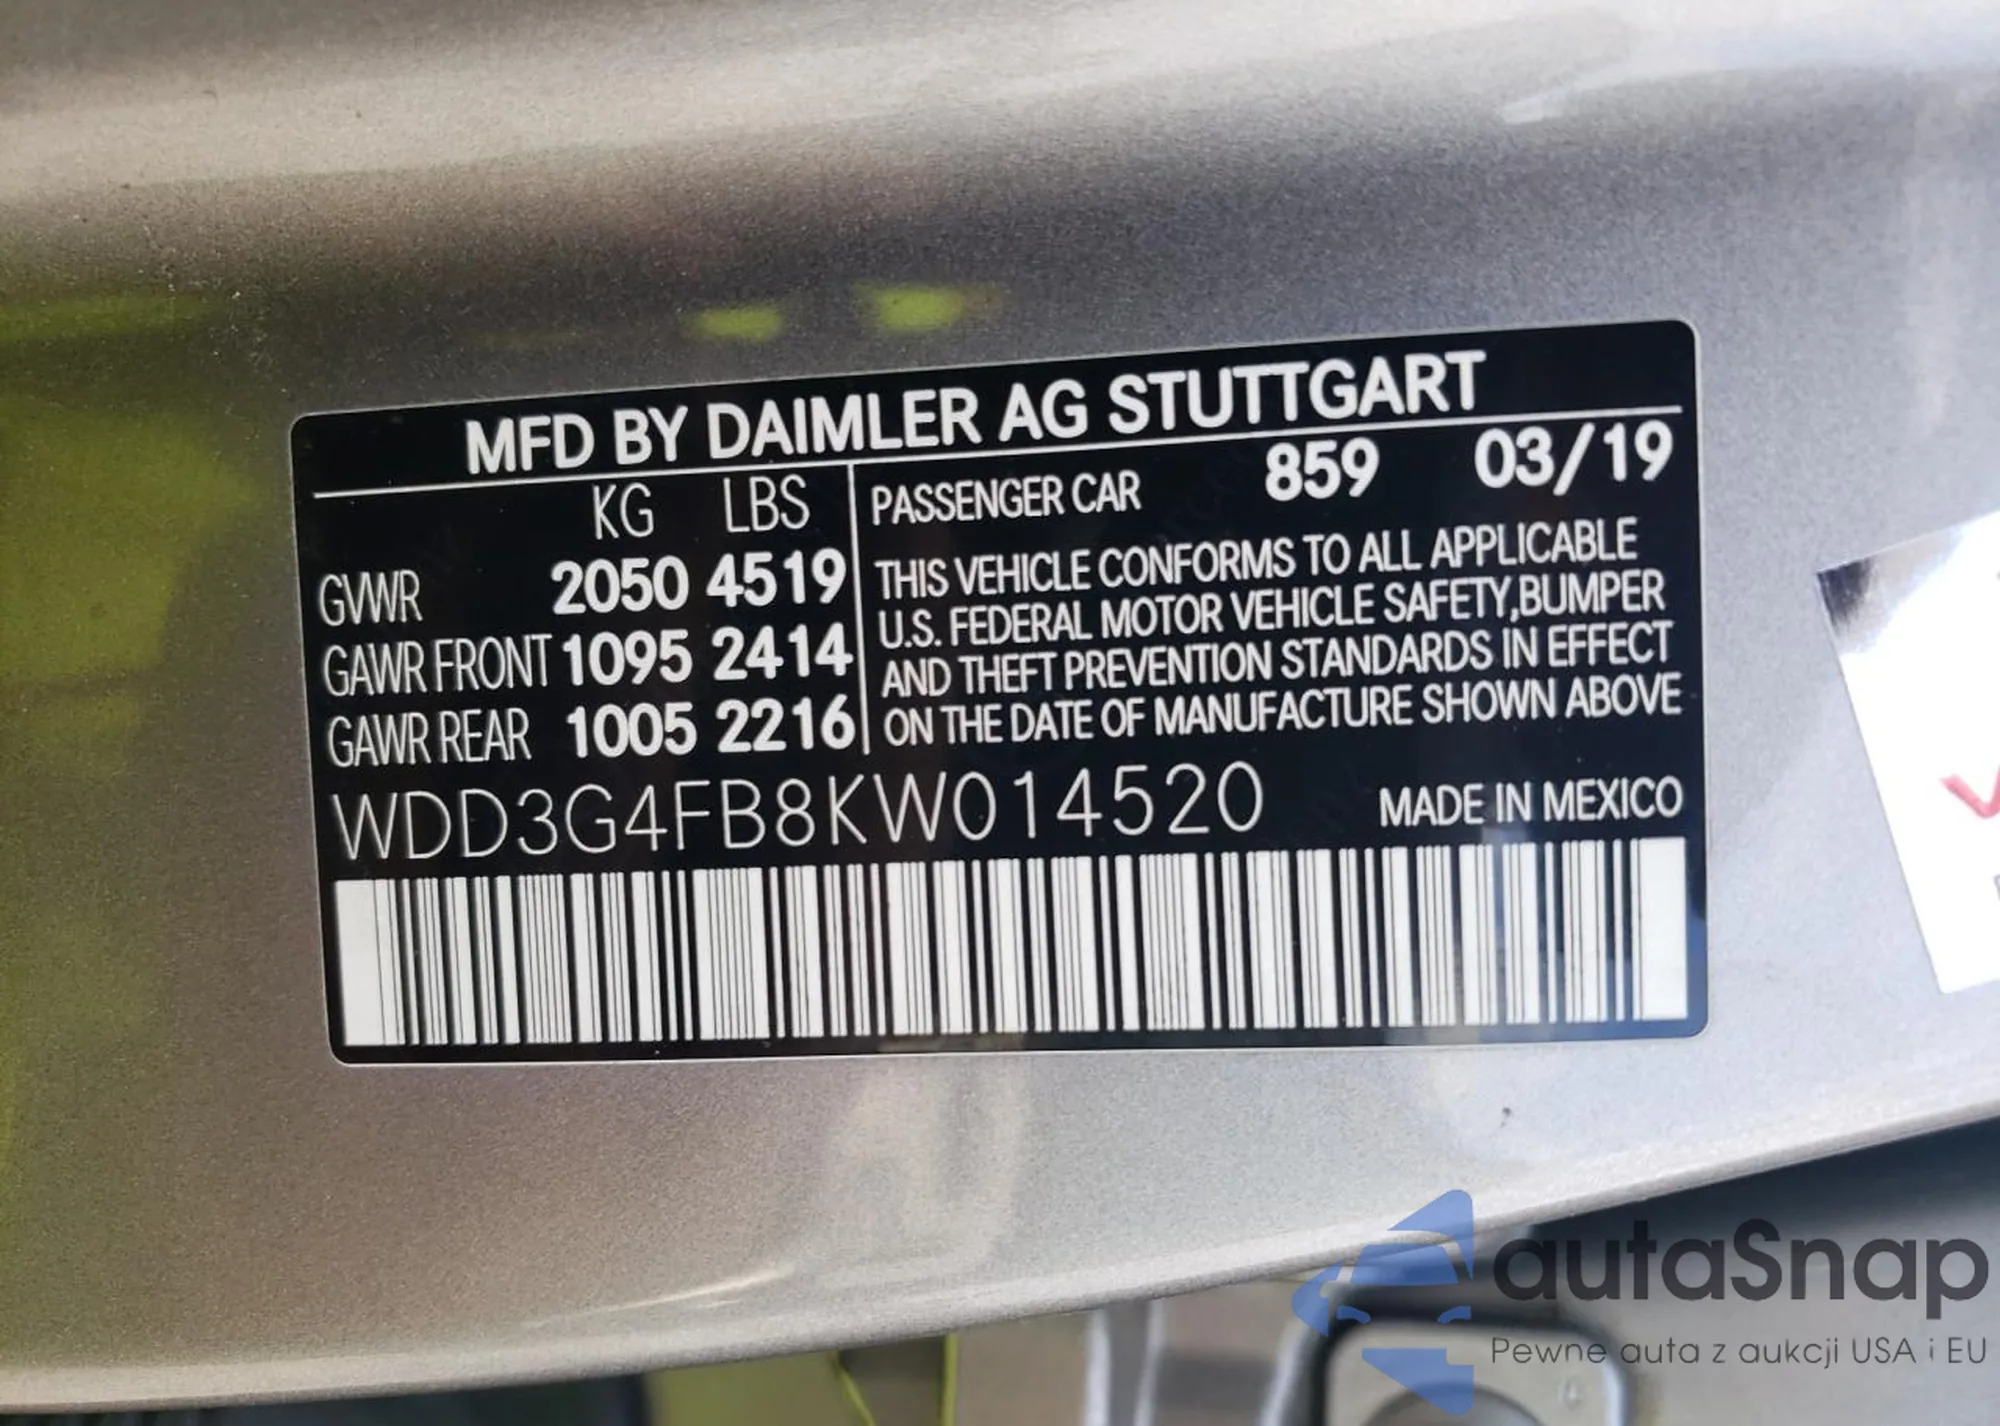 MFD BY DAIMLER AG STUTTGART
KG LBS
GVWR 2050 4519
GAWR FRONT 1095 2414
GAWR REAR 1005 2216
PASSENGER CAR 859 03/19
THIS VEHICLE CONFORMS TO ALL APPLICABLE
U.S. FEDERAL MOTOR VEHICLE SAFETY,BUMPER
AND THEFT PREVENTION STANDARDS IN EFFECT
ON THE DATE OF MANUFACTURE SHOWN ABOVE
WDD3G4FB8KW014520 MADE IN MEXICO
autaSnap
Pewne auta z aukcji USA i EU